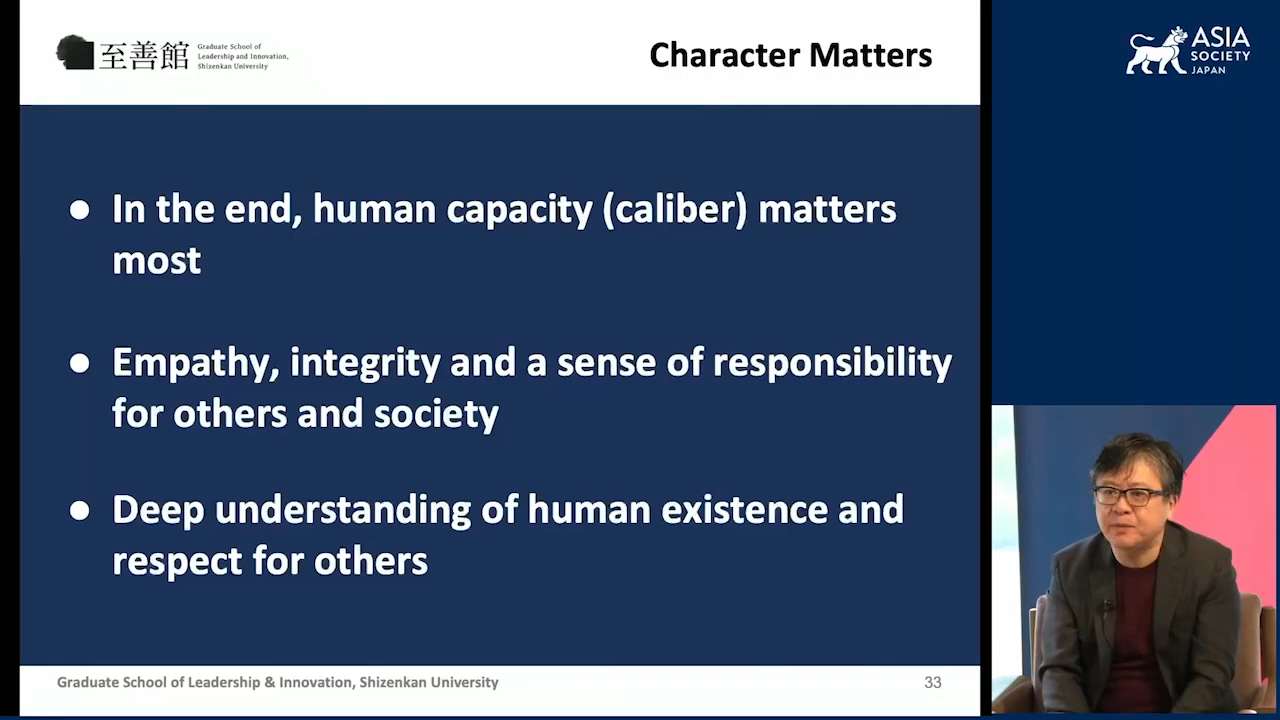 至善館
Graduate School of
Leadership and Innovation,
Shizenkan University
Character Matters
ASIA
SOCIETY
JAPAN
● In the end, human capacity (caliber) matters
most
● Empathy, integrity and a sense of responsibility
for others and society
● Deep understanding of human existence and
respect for others
Graduate School of Leadership & Innovation, Shizenkan University
33